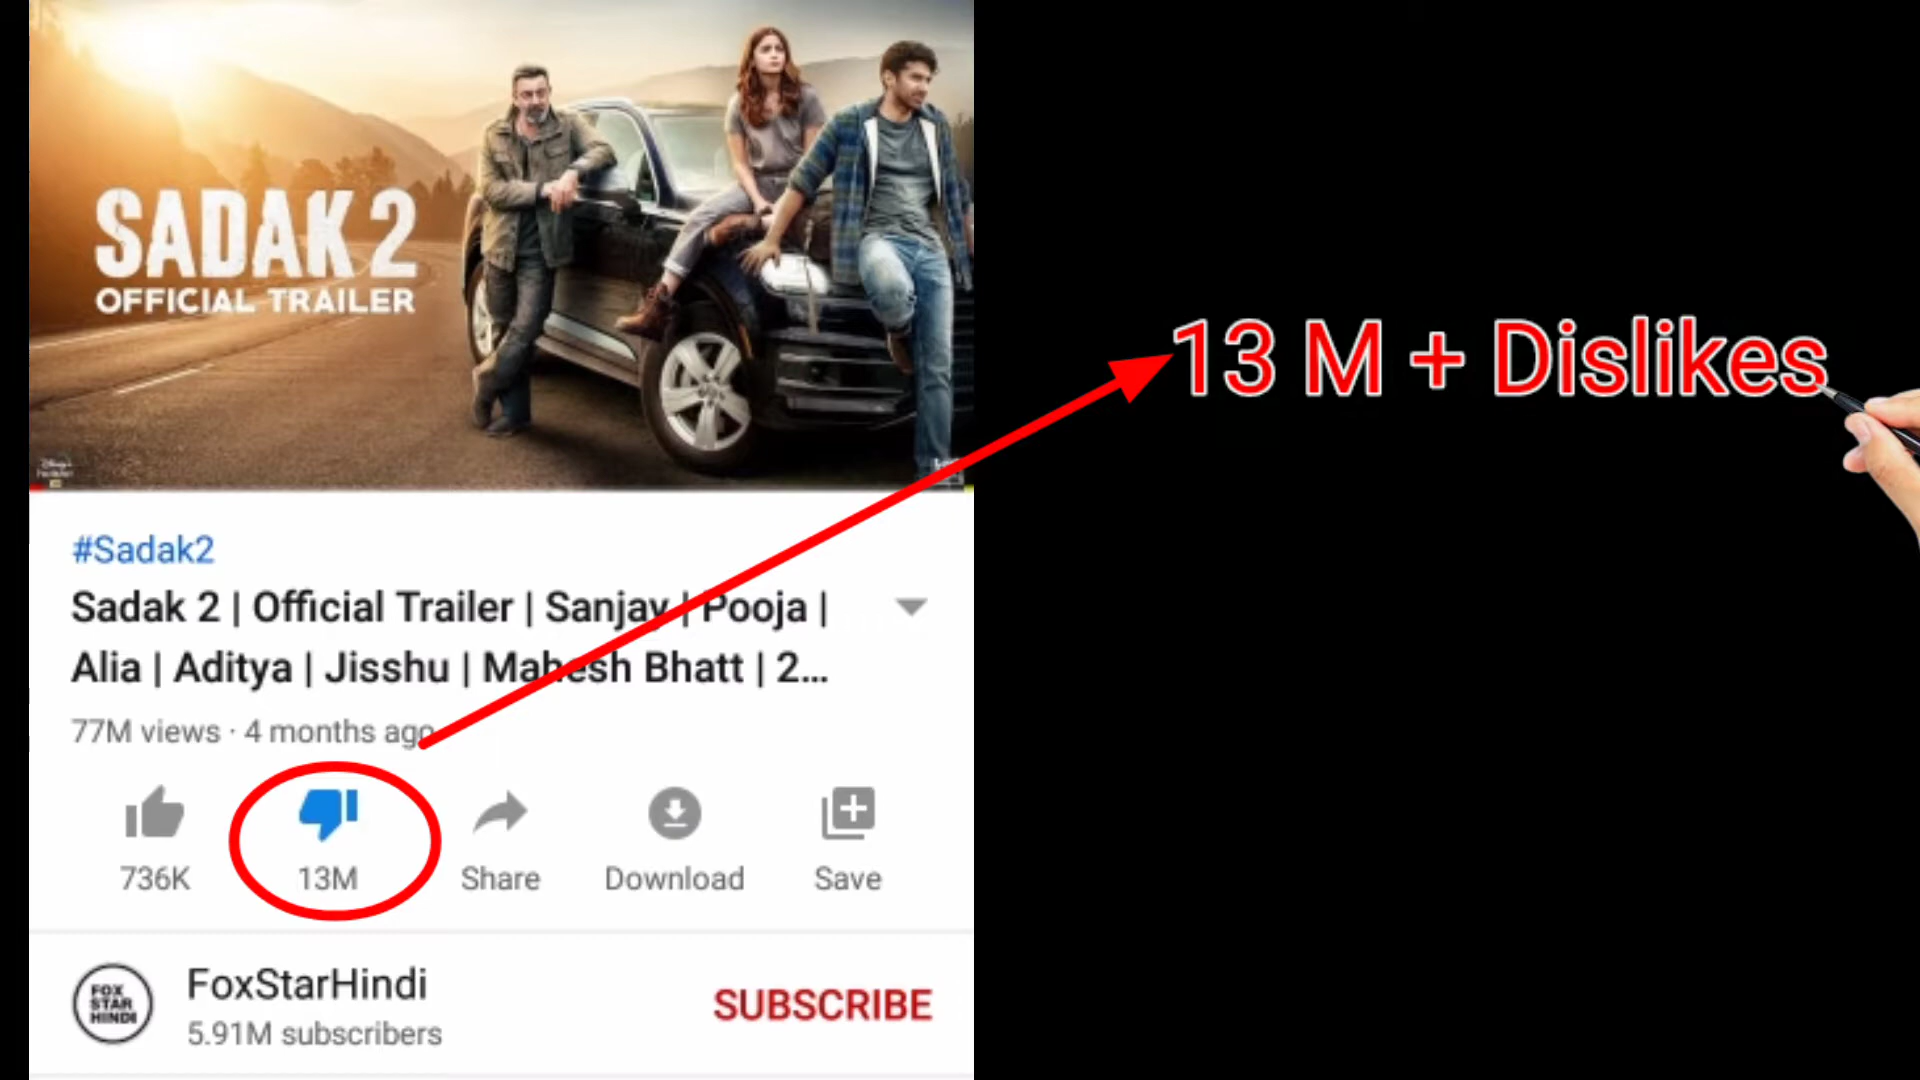 SADAK 2
OFFICIAL TRAILER
13 M + Dislikes
#Sadak2
Sadak 2 | Official Trailer | Sanjay | Pooja |
Alia | Aditya | Jisshu | Mahesh Bhatt | 2...
77M views · 4 months ago
736K
13M
Share
Download
Save
FOX
STAR
HINDI
FoxStarHindi
5.91M subscribers
SUBSCRIBE